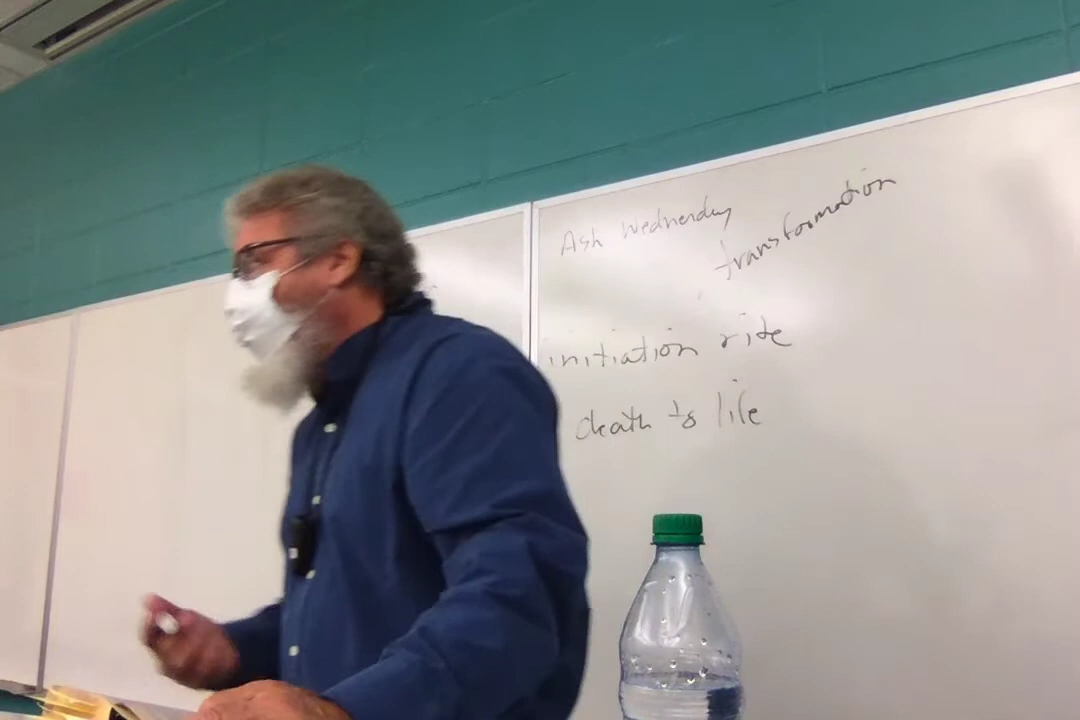 Ash Wednesday
transformation
initiation rite
death to life